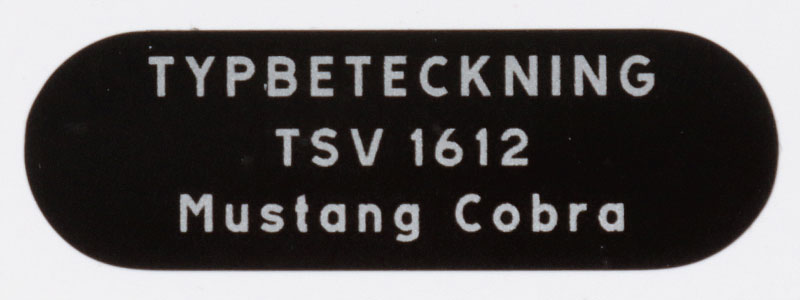 TYPBETECKNING
TSV 1612
Mustang Cobra